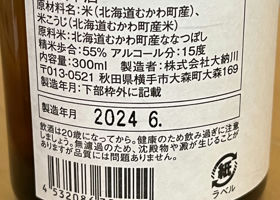 原材料名:米(北海道むかわ町産)、
米こうじ(北海道むかわ町産米)
原料米:北海道むかわ町産ななつぼし
精米歩合:55% アルコール分:15度
内容量:300ml 製造者:株式会社大納川
〒013-0521 秋田県横手市大森町大森169
製造年月:下部枠外に記載
製造年月 2024 6.
飲酒は20歳になってから。健康のため飲み過ぎに注意
しましょう。無濾過のため、沈殿物や澱が生じることが
ありますが品質には問題ありません。
紙
ラベル